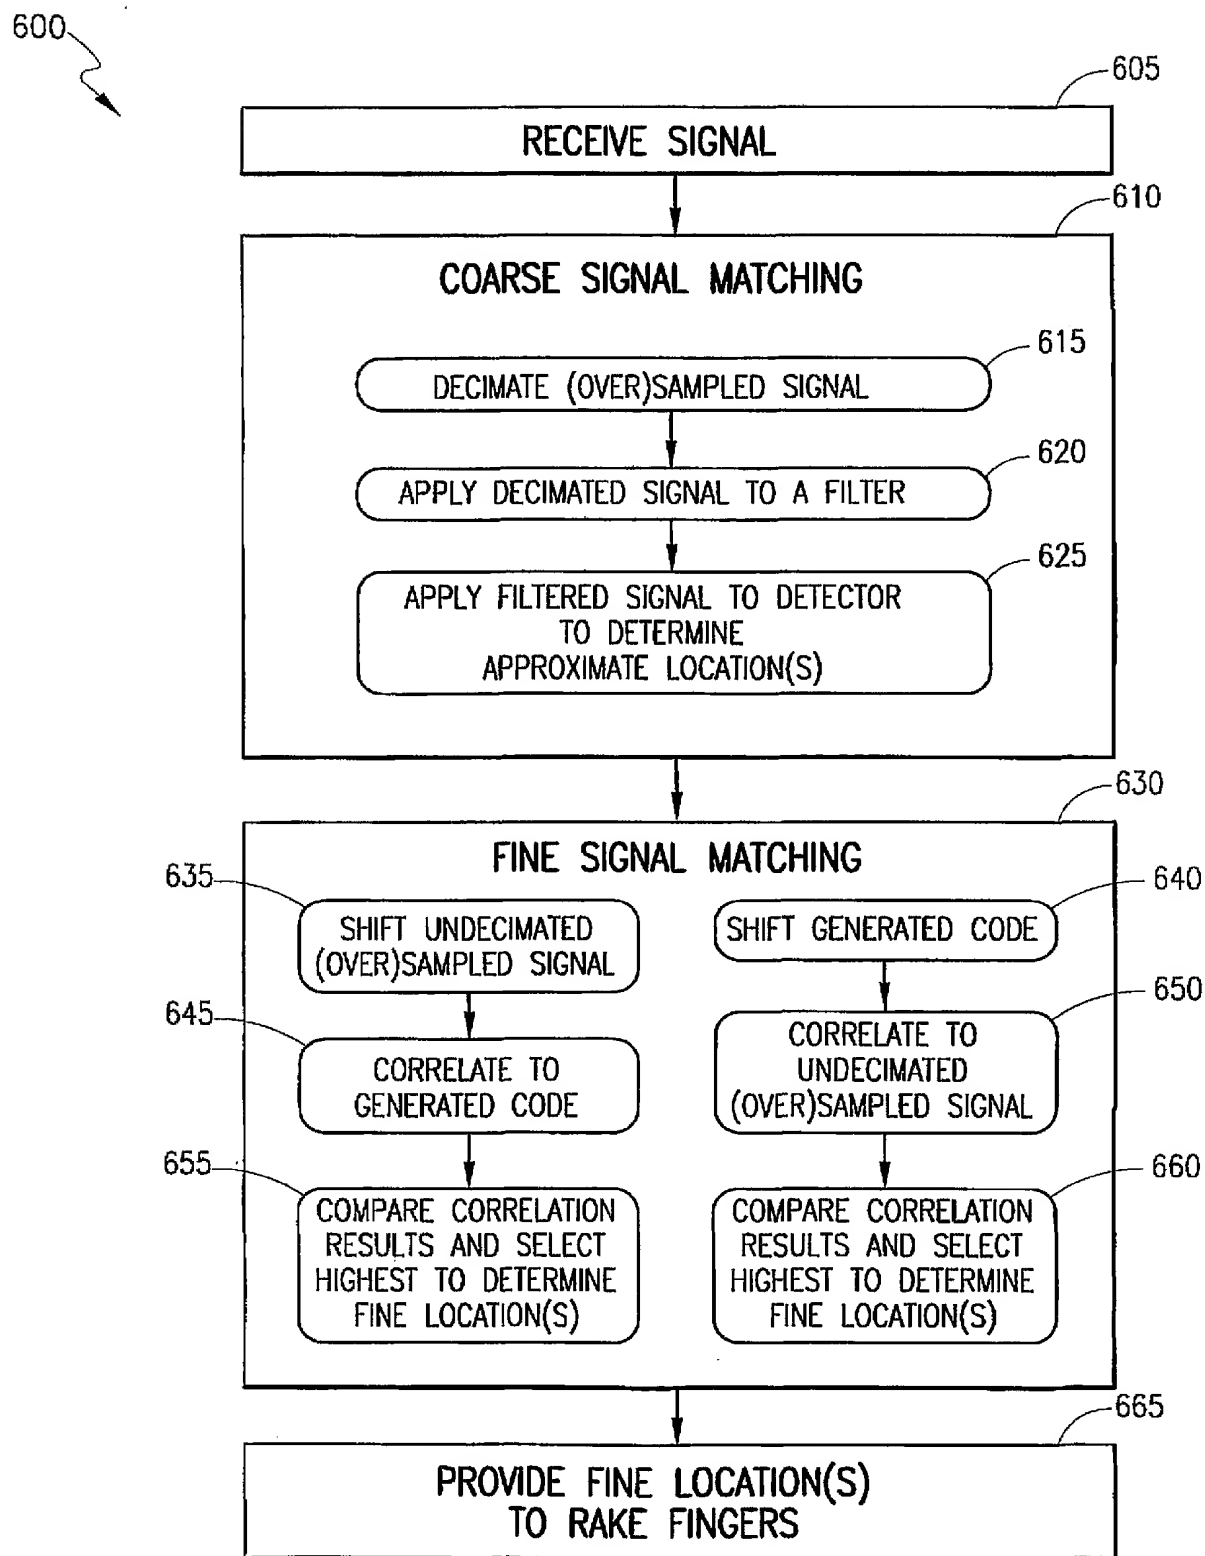 600
605
RECEIVE SIGNAL
610
COARSE SIGNAL MATCHING
615
DECIMATE (OVER)SAMPLED SIGNAL
620
APPLY DECIMATED SIGNAL TO A FILTER
625
APPLY FILTERED SIGNAL TO DETECTOR
TO DETERMINE
APPROXIMATE LOCATION(S)
630
FINE SIGNAL MATCHING
635
SHIFT UNDECIMATED
(OVER)SAMPLED SIGNAL
645
CORRELATE TO
GENERATED CODE
655
COMPARE CORRELATION
RESULTS AND SELECT
HIGHEST TO DETERMINE
FINE LOCATION(S)
640
SHIFT GENERATED CODE
650
CORRELATE TO
UNDECIMATED
(OVER)SAMPLED SIGNAL
660
COMPARE CORRELATION
RESULTS AND SELECT
HIGHEST TO DETERMINE
FINE LOCATION(S)
665
PROVIDE FINE LOCATION(S)
TO RAKE FINGERS